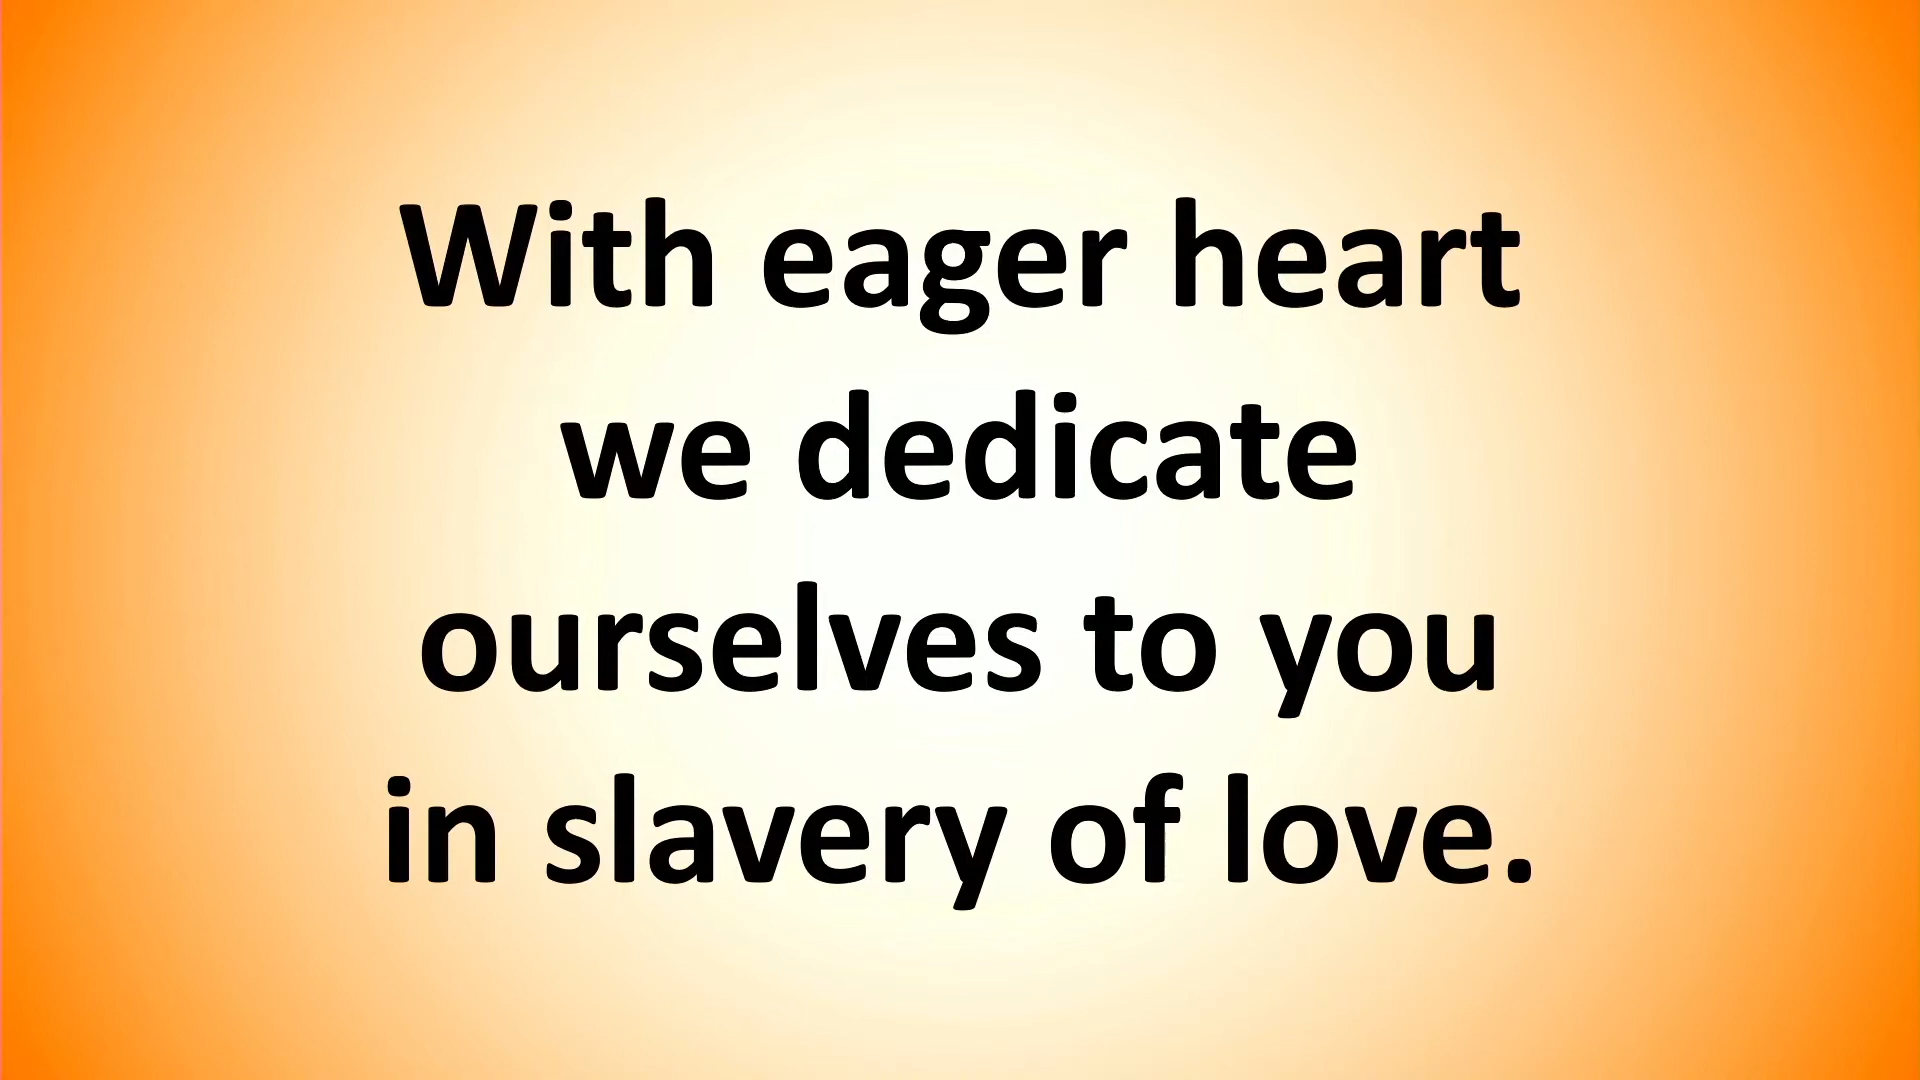 With eager heart
we dedicate
ourselves to you
in slavery of love.